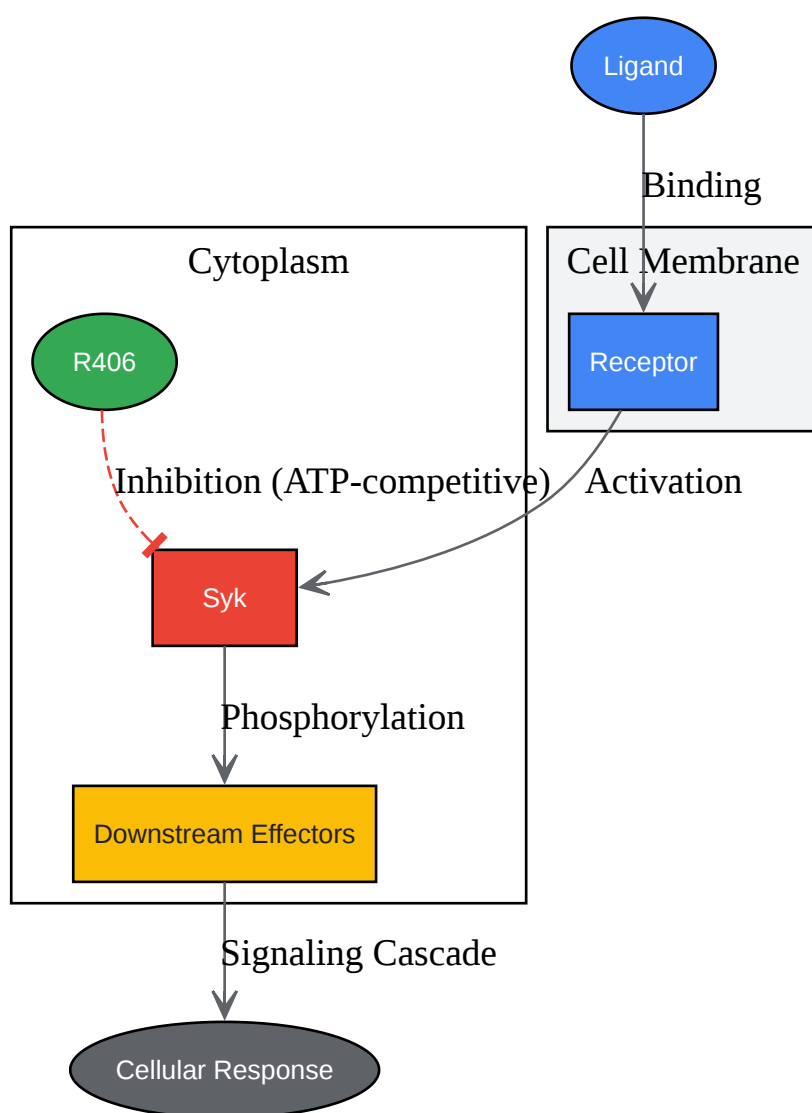 Ligand
Binding
Cytoplasm
Cell Membrane
R406
Receptor
Inhibition (ATP-competitive)
Activation
Syk
Phosphorylation
Downstream Effectors
Signaling Cascade
Cellular Response